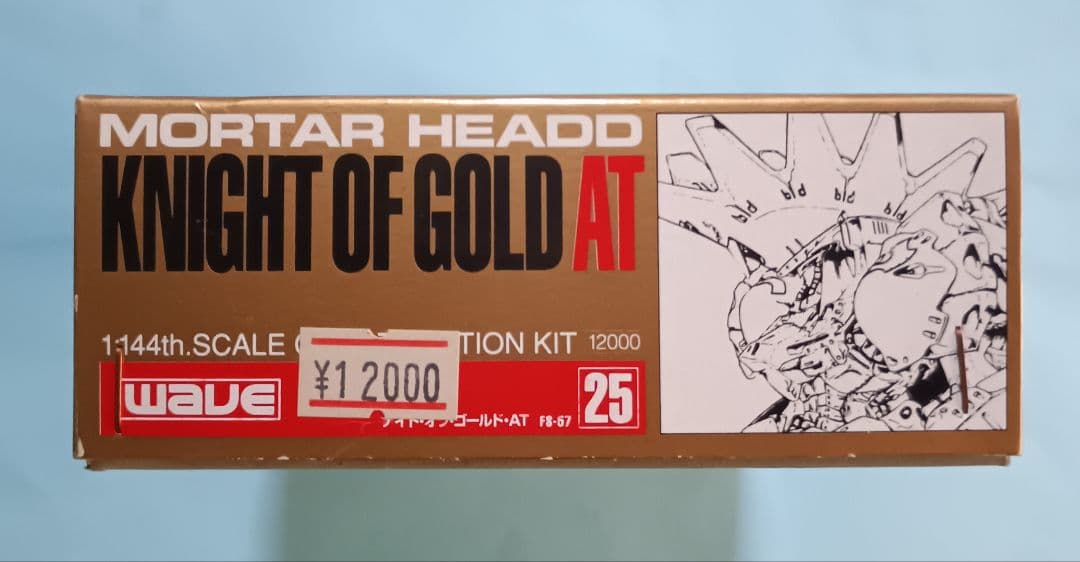 MORTAR HEADD
KNIGHT OF GOLD AT
1:144th.SCALE TION KIT 12000
¥12000
wave
ナイト・オブ・ゴールド・AT F8-67
25